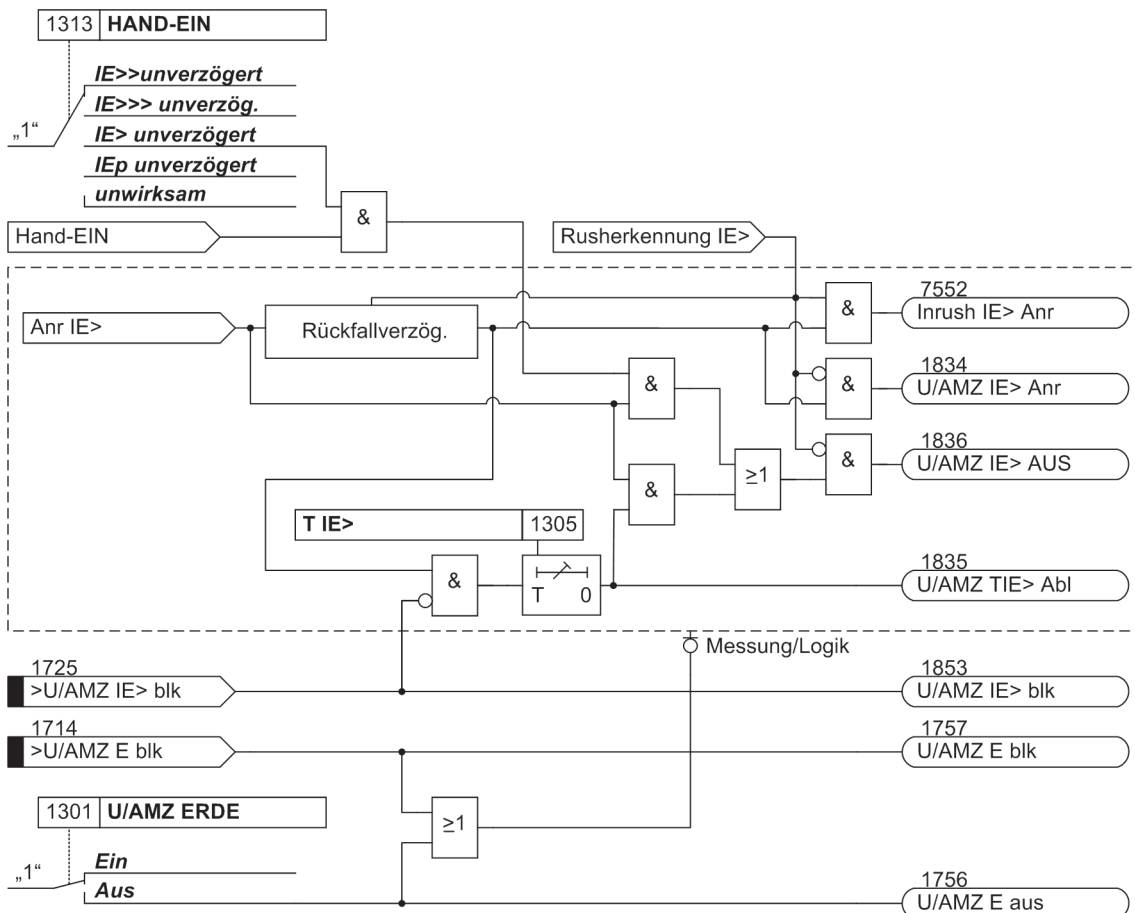 1313 HAND-EIN
IE>>unverzögert
IE>>> unverzög.
„1“
IE> unverzögert
IEp unverzögert
unwirksam
&
Hand-EIN
Rusherkennung IE>
Anr IE>
Rückfallverzög.
&
7552
Inrush IE> Anr
&
&
1834
U/AMZ IE> Anr
&
≥1
&
1836
U/AMZ IE> AUS
T IE> 1305
&
T 0
1835
U/AMZ TIE> Abl
Messung/Logik
1725
>U/AMZ IE> blk
1853
U/AMZ IE> blk
1714
>U/AMZ E blk
1757
U/AMZ E blk
1301 U/AMZ ERDE
≥1
„1“
Ein
Aus
1756
U/AMZ E aus